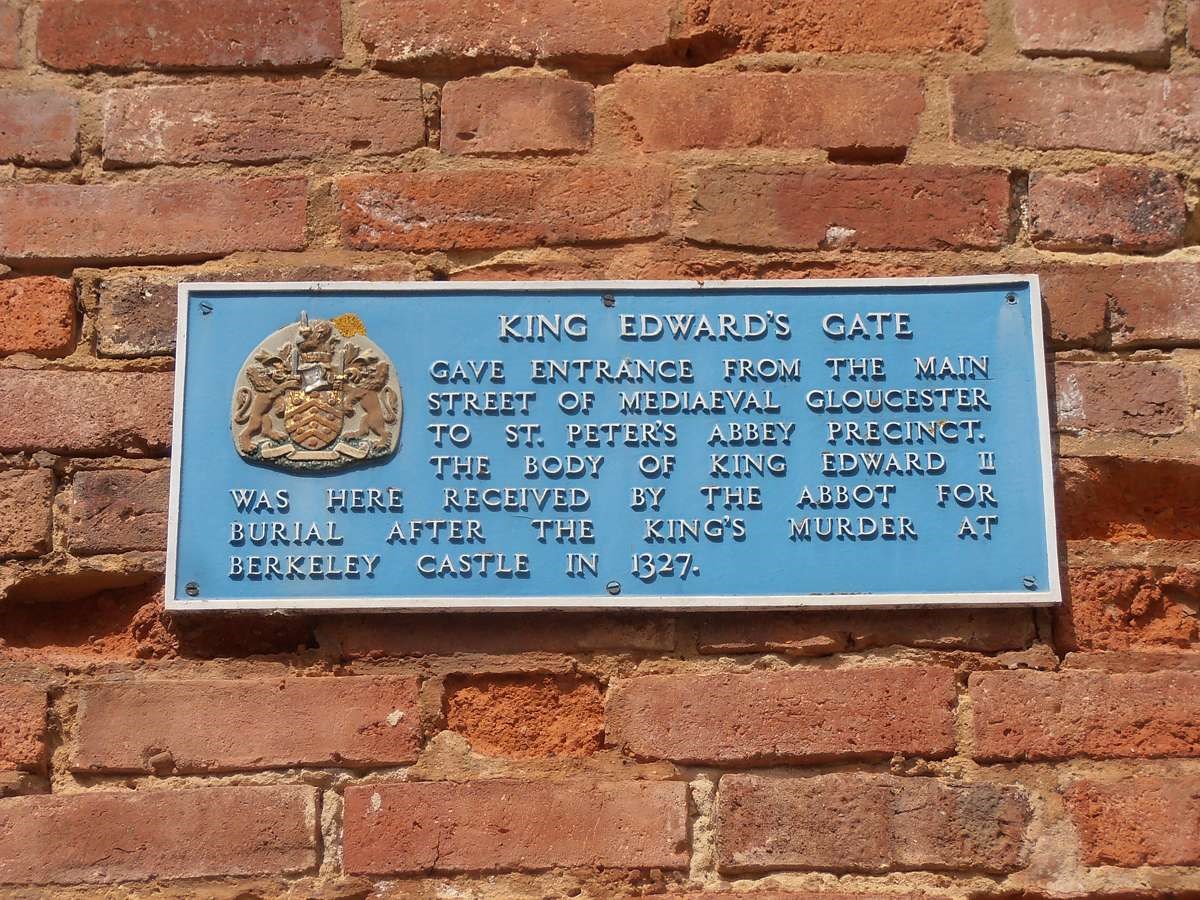 KING EDWARD'S GATE
GAVE ENTRANCE FROM THE MAIN
STREET OF MEDIAEVAL GLOUCESTER
TO ST. PETER'S ABBEY PRECINCT.
THE BODY OF KING EDWARD II
WAS HERE RECEIVED BY THE ABBOT FOR
BURIAL AFTER THE KING'S MURDER AT
BERKELEY CASTLE IN 1327.